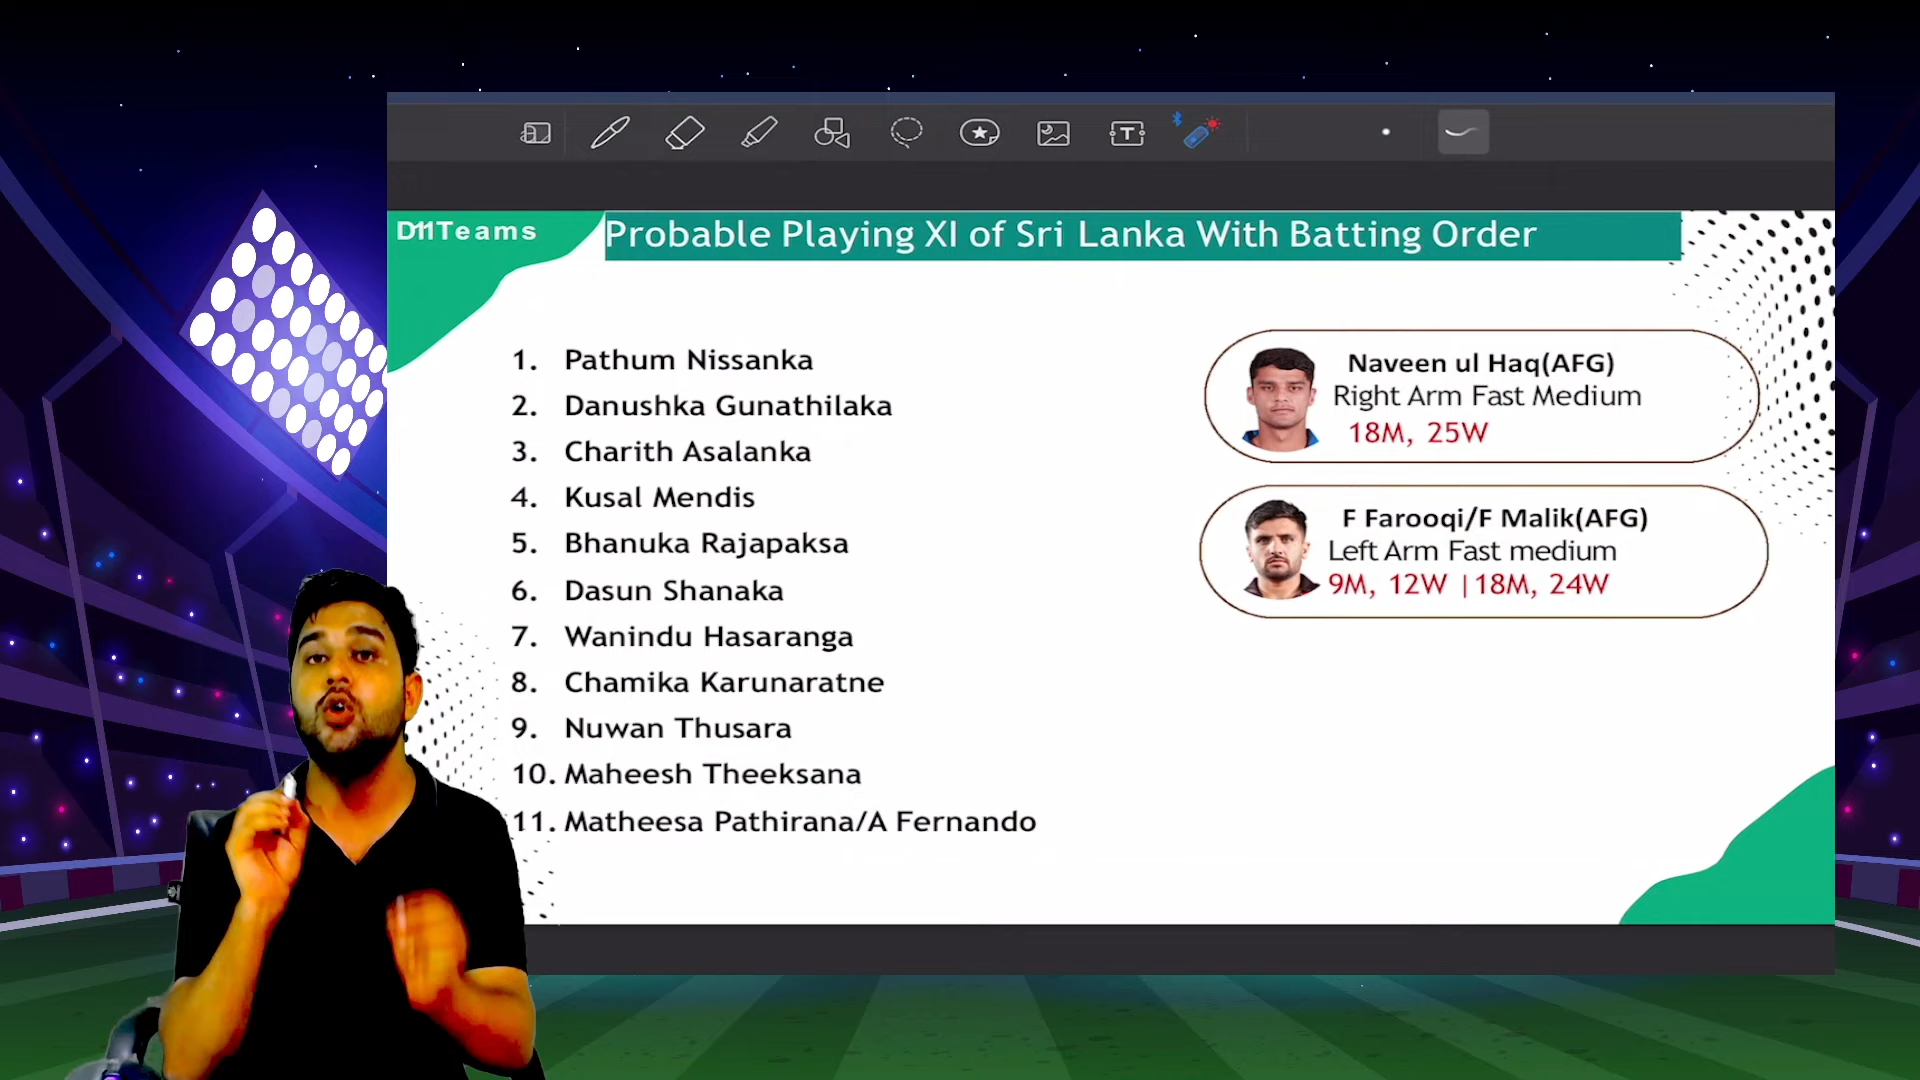 D11Teams
Probable Playing XI of Sri Lanka With Batting Order
1. Pathum Nissanka
2. Danushka Gunathilaka
3. Charith Asalanka
4. Kusal Mendis
5. Bhanuka Rajapaksa
6. Dasun Shanaka
7. Wanindu Hasaranga
8. Chamika Karunaratne
9. Nuwan Thusara
10. Maheesh Theeksana
11. Matheesa Pathirana/A Fernando
Naveen ul Haq(AFG)
Right Arm Fast Medium
18M, 25W
F Farooqi/F Malik(AFG)
Left Arm Fast medium
9M, 12W |18M, 24W